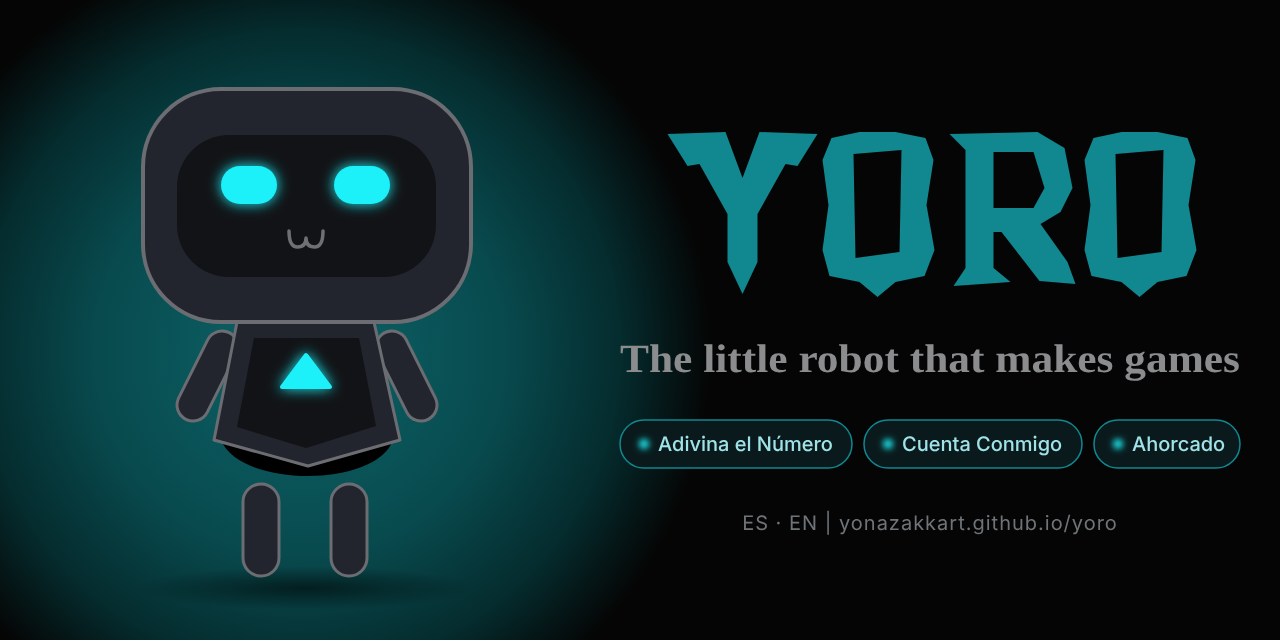 YORO
The little robot that makes games
Adivina el Número Cuenta Conmigo Ahorcado
ES · EN | yonazakkart.github.io/yoro